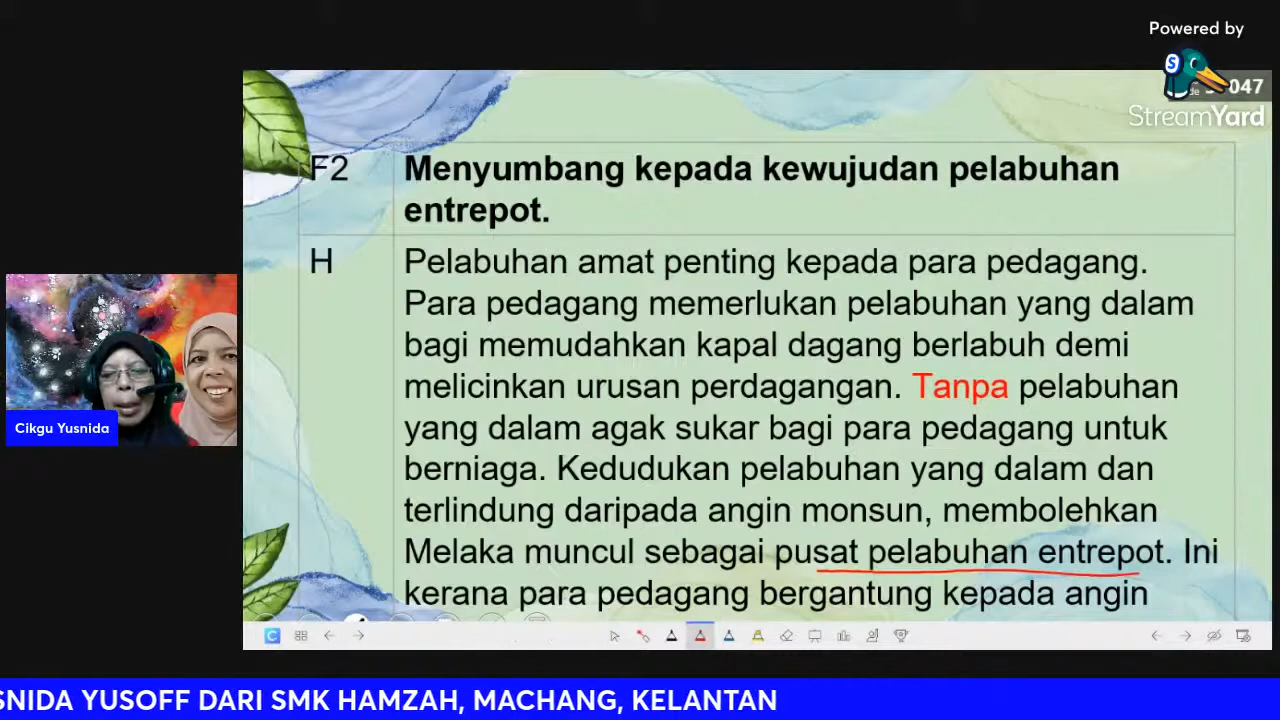 Powered by
047
StreamYard
F2
Menyumbang kepada kewujudan pelabuhan
entrepot.
H
Pelabuhan amat penting kepada para pedagang.
Para pedagang memerlukan pelabuhan yang dalam
bagi memudahkan kapal dagang berlabuh demi
melicinkan urusan perdagangan. Tanpa pelabuhan
yang dalam agak sukar bagi para pedagang untuk
berniaga. Kedudukan pelabuhan yang dalam dan
terlindung daripada angin monsun, membolehkan
Melaka muncul sebagai pusat pelabuhan entrepot. Ini
kerana para pedagang bergantung kepada angin
Cikgu Yusnida
SNIDA YUSOFF DARI SMK HAMZAH, MACHANG, KELANTAN